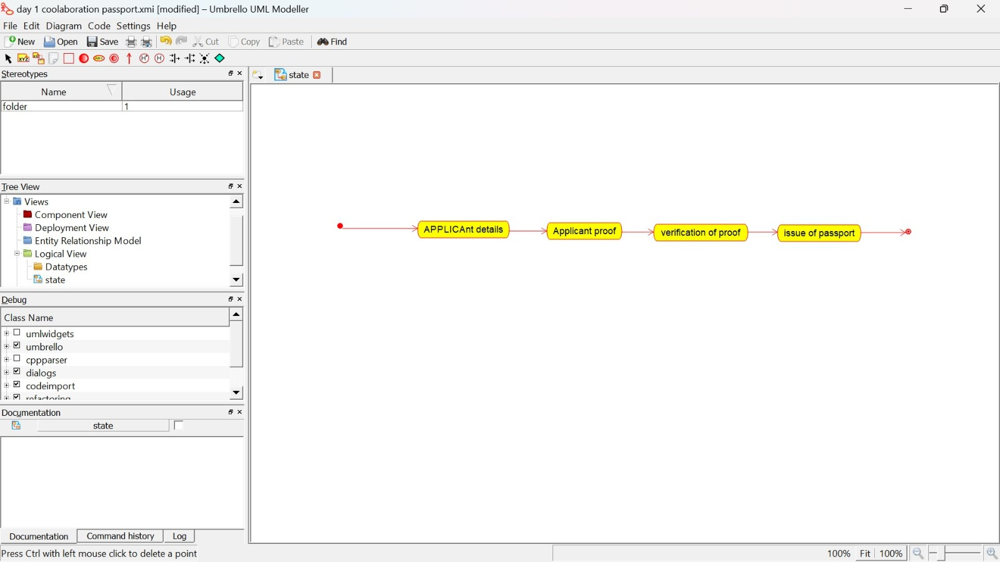 day 1 coolaboration passport.xmi [modified] – Umbrello UML Modeller
File Edit Diagram Code Settings Help
New Open Save Cut Copy Paste Find
XYZ XYZ ABC H* H
Stereotypes
state
Name Usage
folder 1
Tree View
Views
Component View
Deployment View
Entity Relationship Model
Logical View
Datatypes
state
APPLICAnt details Applicant proof verification of proof issue of passport
Debug
Class Name
umlwidgets
umbrello
cppparser
dialogs
codeimport
refactoring
Documentation
state
Documentation Command history Log
Press Ctrl with left mouse click to delete a point
100% Fit 100%